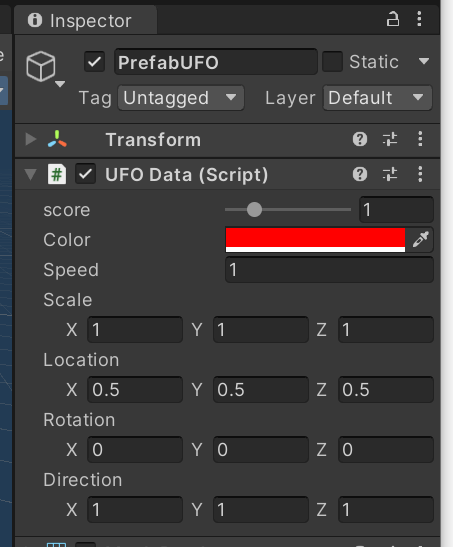 Inspector
PrefabUFO Static
Tag Untagged Layer Default
Transform
# UFO Data (Script)
score 1
Color
Speed 1
Scale
X 1 Y 1 Z 1
Location
X 0.5 Y 0.5 Z 0.5
Rotation
X 0 Y 0 Z 0
Direction
X 1 Y 1 Z 1